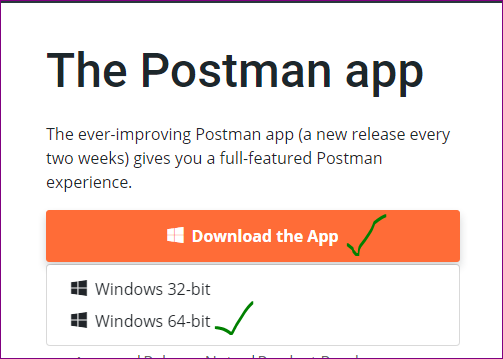 The Postman app
The ever-improving Postman app (a new release every
two weeks) gives you a full-featured Postman
experience.
Download the App
Windows 32-bit
Windows 64-bit